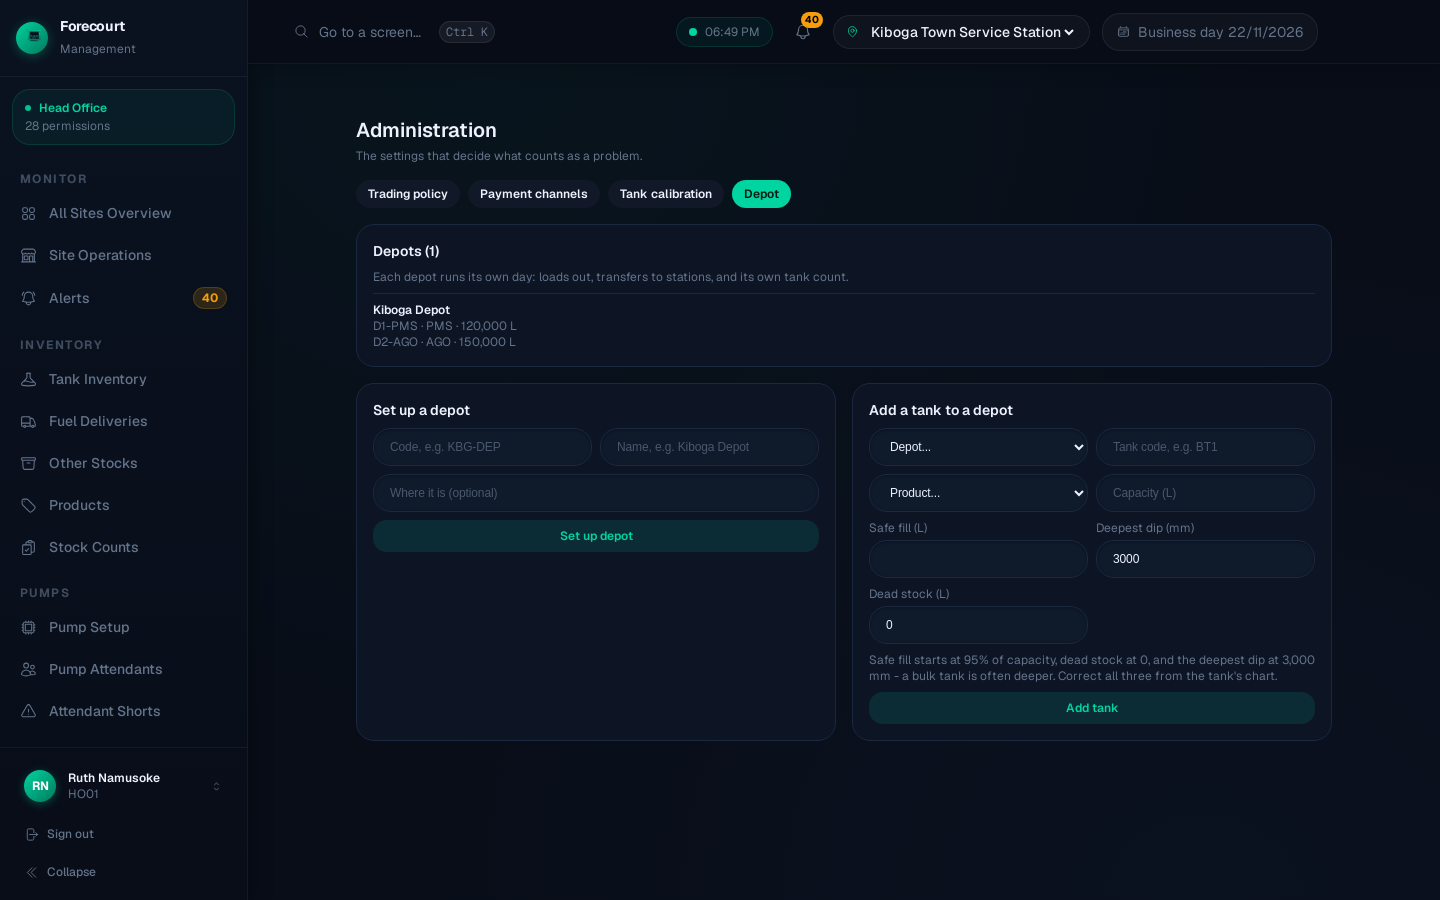 Forecourt
Management
Head Office
28 permissions
MONITOR
All Sites Overview
Site Operations
Alerts 40
INVENTORY
Tank Inventory
Fuel Deliveries
Other Stocks
Products
Stock Counts
PUMPS
Pump Setup
Pump Attendants
Attendant Shorts
RN
Ruth Namusoke
HO01
Sign out
Collapse
Go to a screen... Ctrl K
06:49 PM
40
Kiboga Town Service Station
Business day 22/11/2026
Administration
The settings that decide what counts as a problem.
Trading policy Payment channels Tank calibration Depot
Depots (1)
Each depot runs its own day: loads out, transfers to stations, and its own tank count.
Kiboga Depot
D1-PMS · PMS · 120,000 L
D2-AGO · AGO · 150,000 L
Set up a depot
Code, e.g. KBG-DEP Name, e.g. Kiboga Depot
Where it is (optional)
Set up depot
Add a tank to a depot
Depot... Tank code, e.g. BT1
Product... Capacity (L)
Safe fill (L) Deepest dip (mm)
3000
Dead stock (L)
0
Safe fill starts at 95% of capacity, dead stock at 0, and the deepest dip at 3,000
mm - a bulk tank is often deeper. Correct all three from the tank's chart.
Add tank